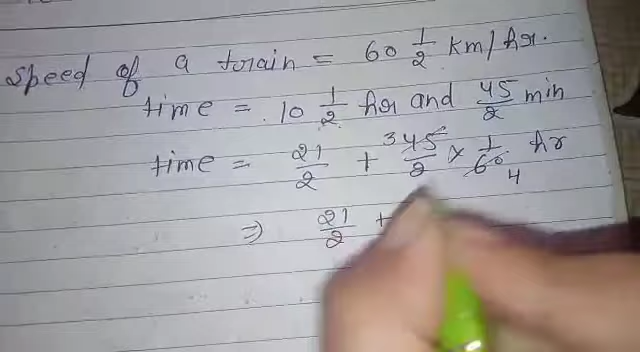 Speed of a train = 60 1/2 km/hr.
time = 10 1/2 hr and 45/2 min
time = 21/2 + 3 45/2 × 1/60 hr
4
⇒ 21/2 +